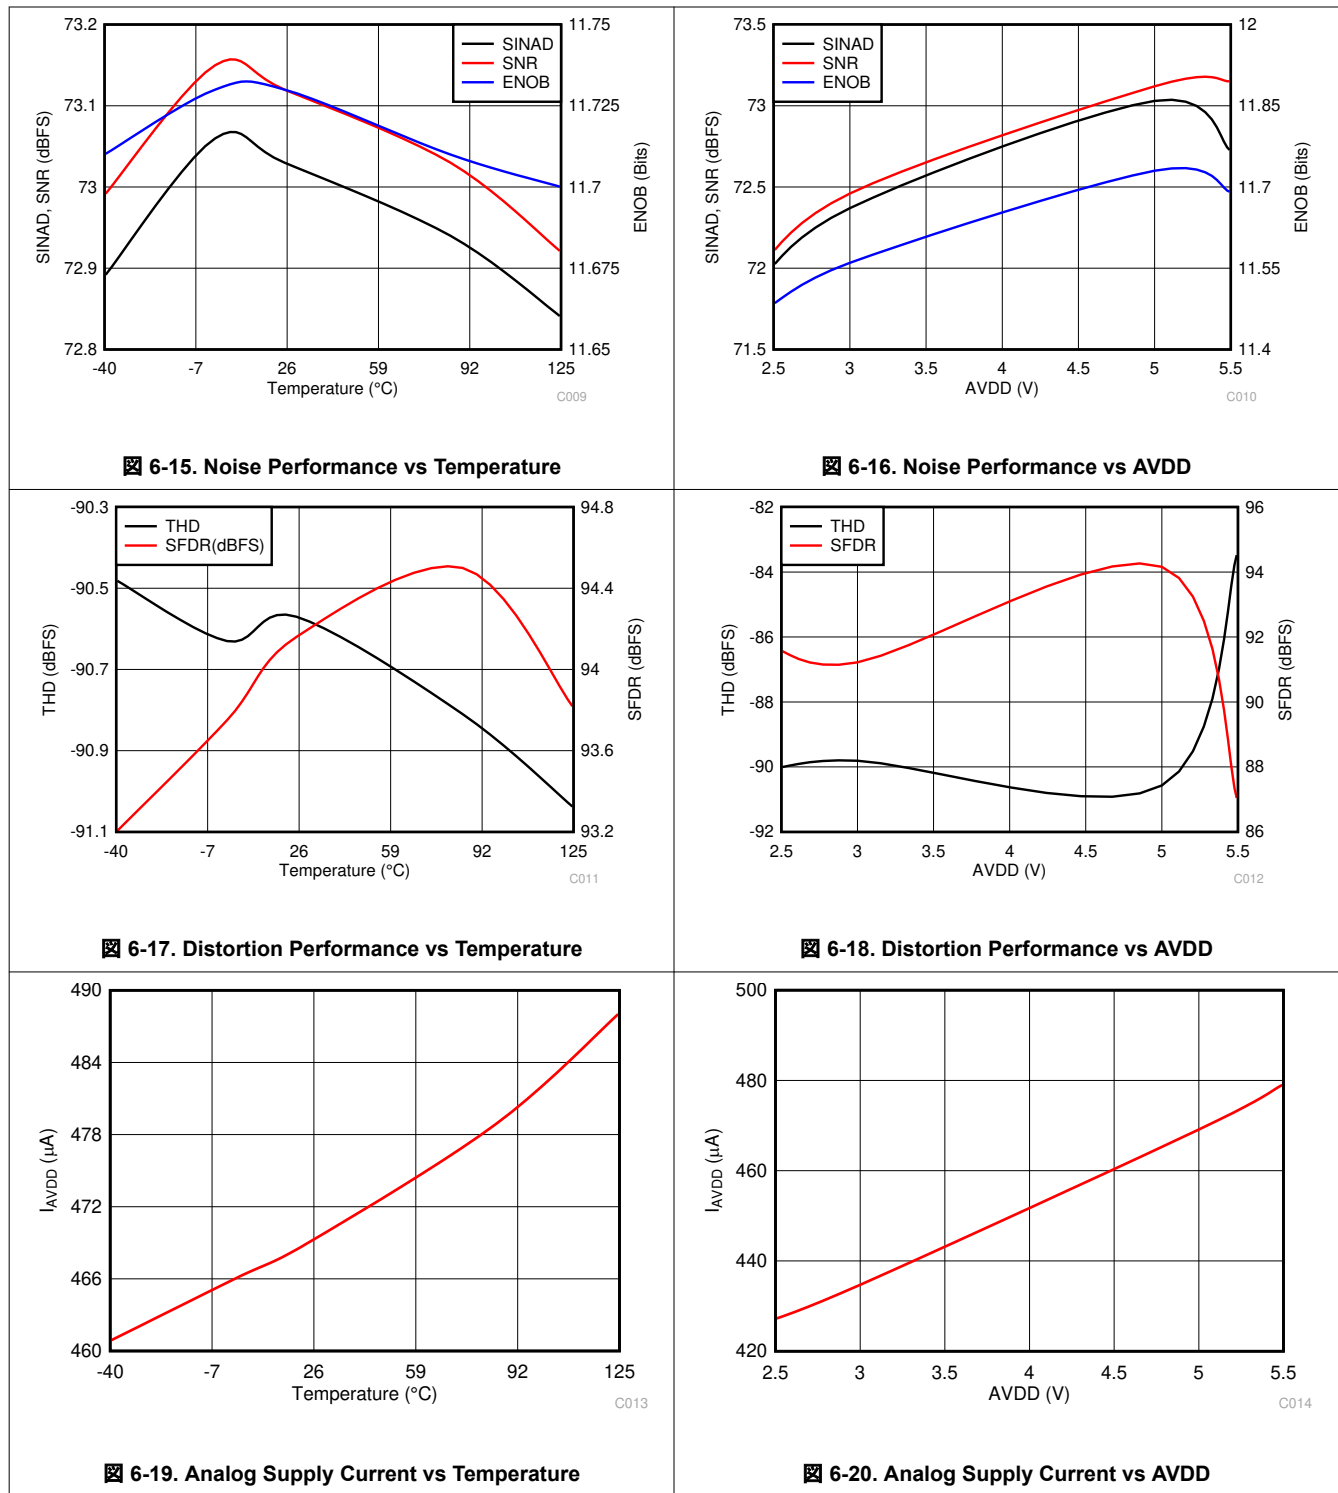 73.2
73.1
73
72.9
72.8
SINAD, SNR (dBFS)
SINAD
SNR
ENOB
11.75
11.725
11.7
11.675
11.65
ENOB (Bits)
-40 -7 26 59 92 125
Temperature (°C)
C009
図 6-15. Noise Performance vs Temperature
73.5
73
72.5
72
71.5
SINAD, SNR (dBFS)
SINAD
SNR
ENOB
12
11.85
11.7
11.55
11.4
ENOB (Bits)
2.5 3 3.5 4 4.5 5 5.5
AVDD (V)
C010
図 6-16. Noise Performance vs AVDD
-90.3
-90.5
-90.7
-90.9
-91.1
THD (dBFS)
THD
SFDR(dBFS)
94.8
94.4
94
93.6
93.2
SFDR (dBFS)
-40 -7 26 59 92 125
Temperature (°C)
C011
図 6-17. Distortion Performance vs Temperature
-82
-84
-86
-88
-90
-92
THD (dBFS)
THD
SFDR
96
94
92
90
88
86
SFDR (dBFS)
2.5 3 3.5 4 4.5 5 5.5
AVDD (V)
C012
図 6-18. Distortion Performance vs AVDD
490
484
478
472
466
460
IAVDD (µA)
-40 -7 26 59 92 125
Temperature (°C)
C013
図 6-19. Analog Supply Current vs Temperature
500
480
460
440
420
IAVDD (µA)
2.5 3 3.5 4 4.5 5 5.5
AVDD (V)
C014
図 6-20. Analog Supply Current vs AVDD